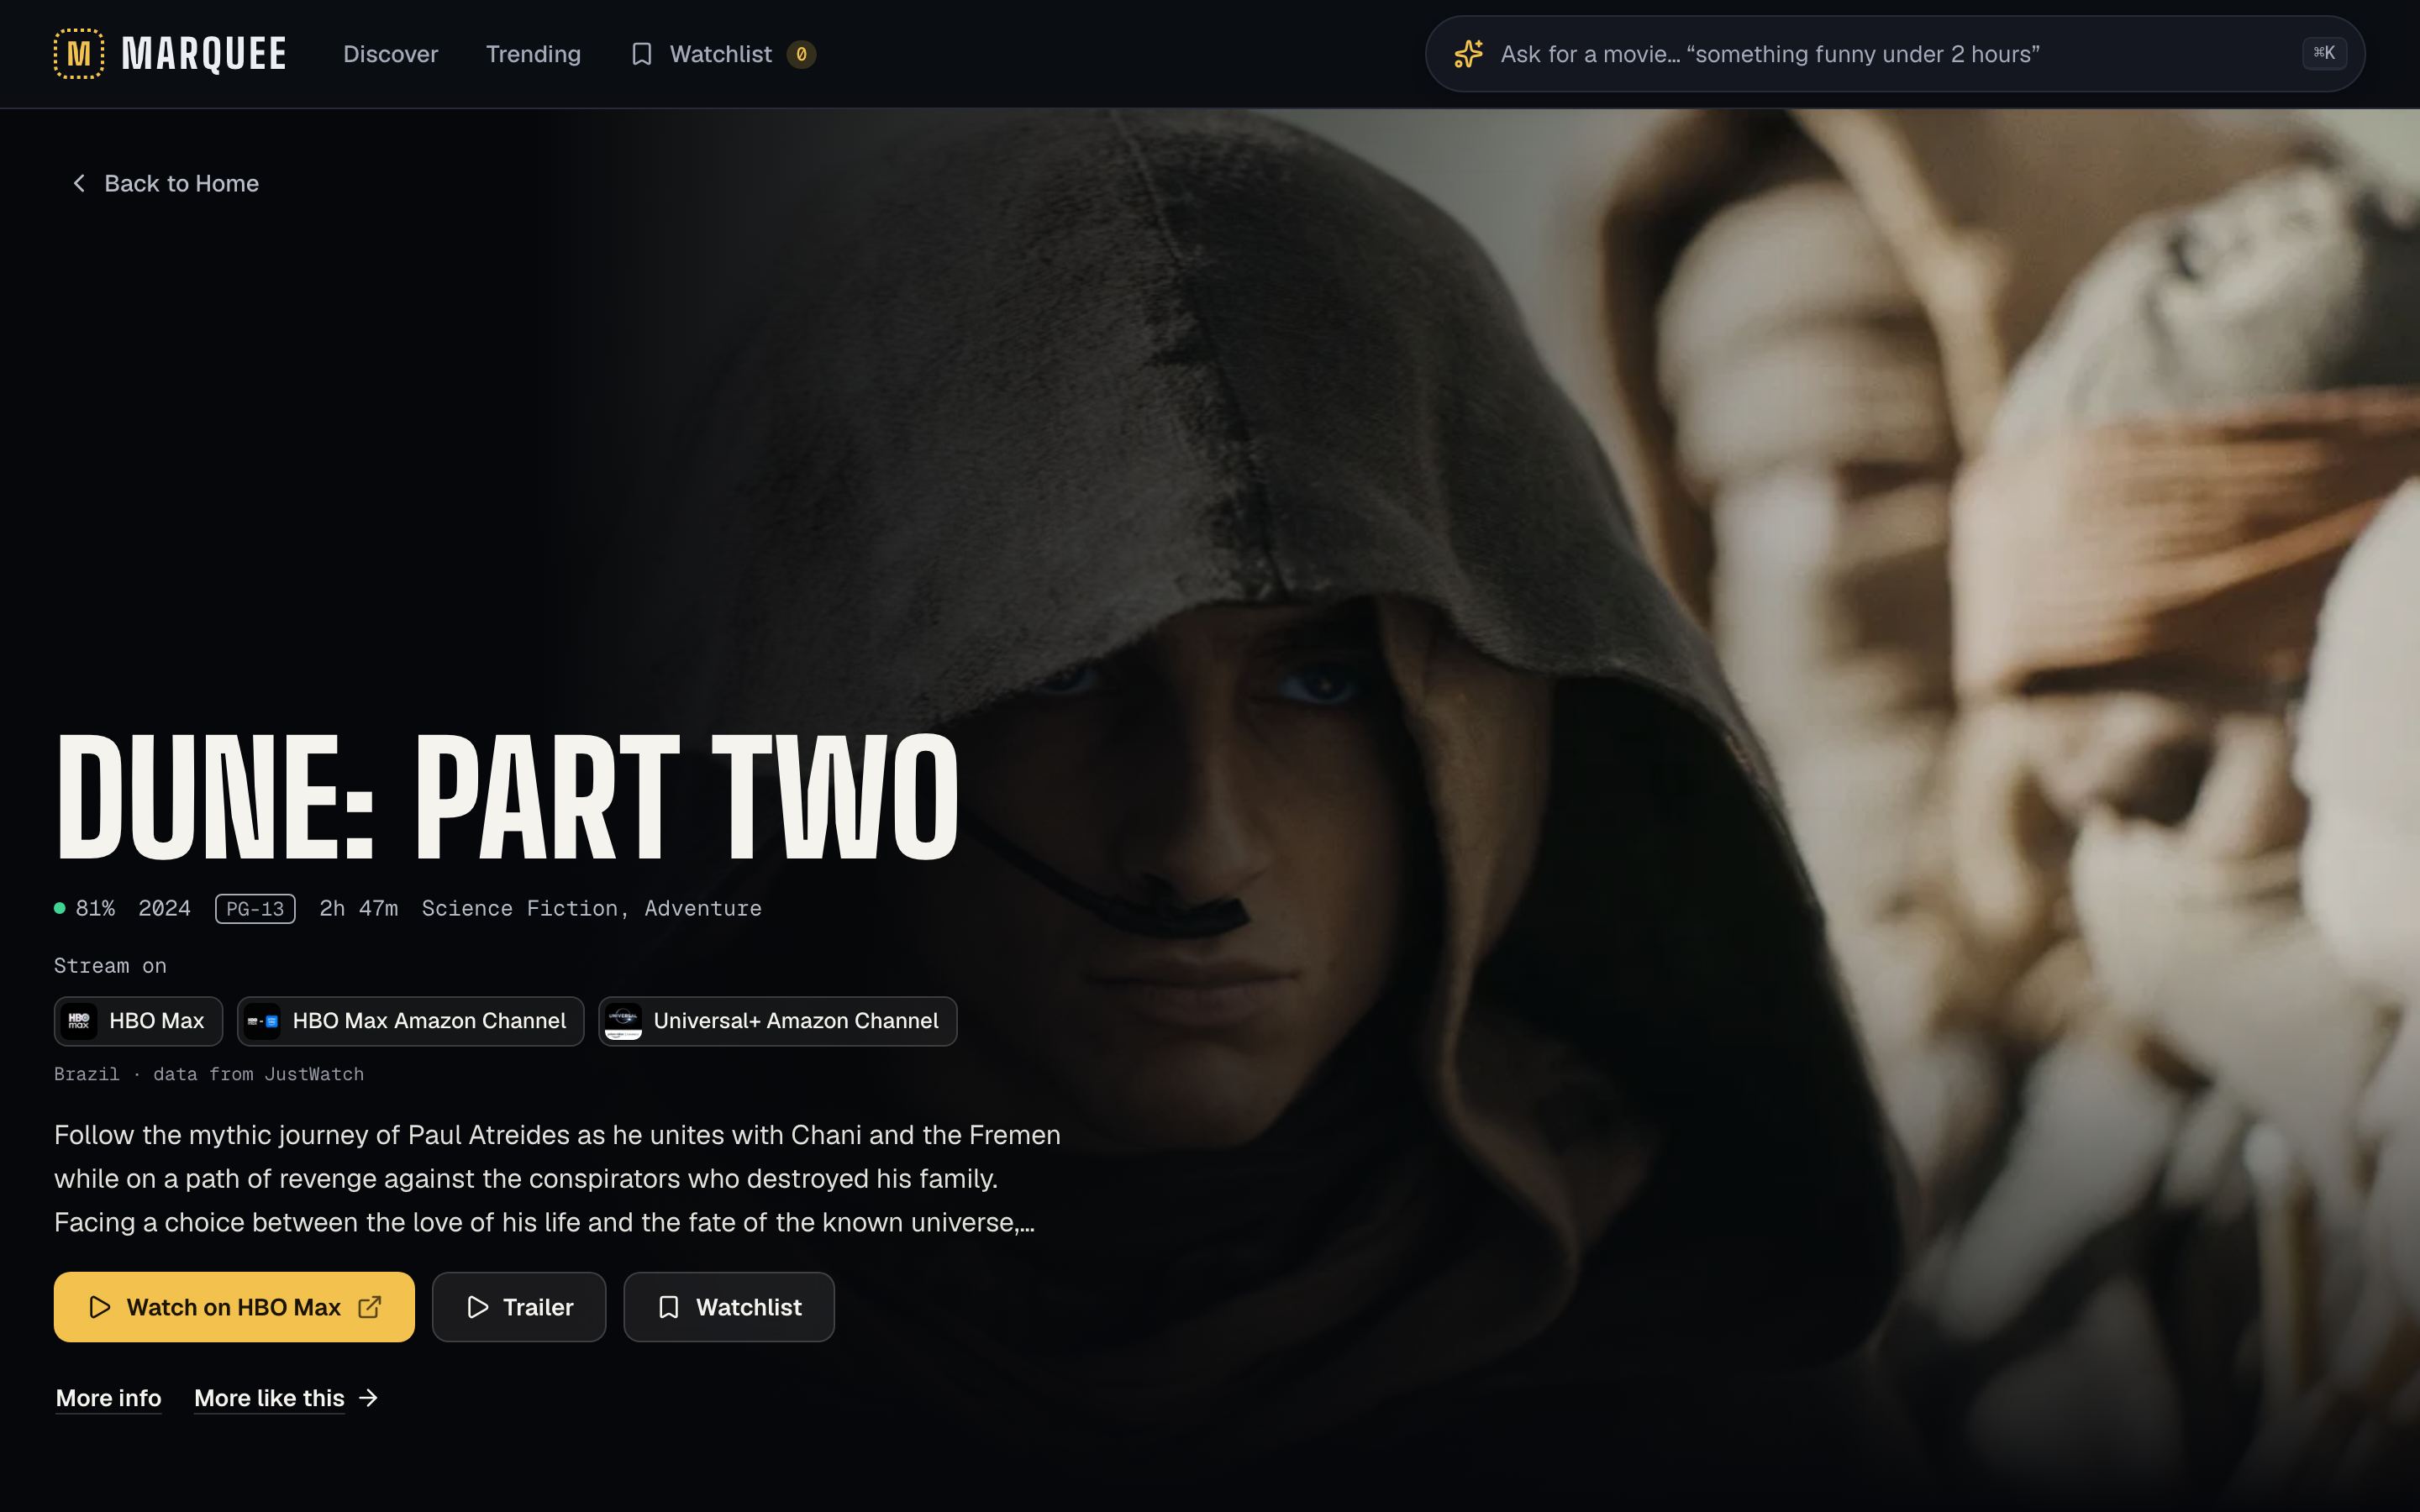 M MARQUEE Discover Trending Watchlist 0 Ask for a movie… “something funny under 2 hours” ⌘K
Back to Home
DUNE: PART TWO
81% 2024 PG-13 2h 47m Science Fiction, Adventure
Stream on
HBO max HBO Max HBO Max Amazon Channel UNIVERSAL+ Universal+ Amazon Channel
Brazil · data from JustWatch
Follow the mythic journey of Paul Atreides as he unites with Chani and the Fremen
while on a path of revenge against the conspirators who destroyed his family.
Facing a choice between the love of his life and the fate of the known universe,…
Watch on HBO Max Trailer Watchlist
More info More like this